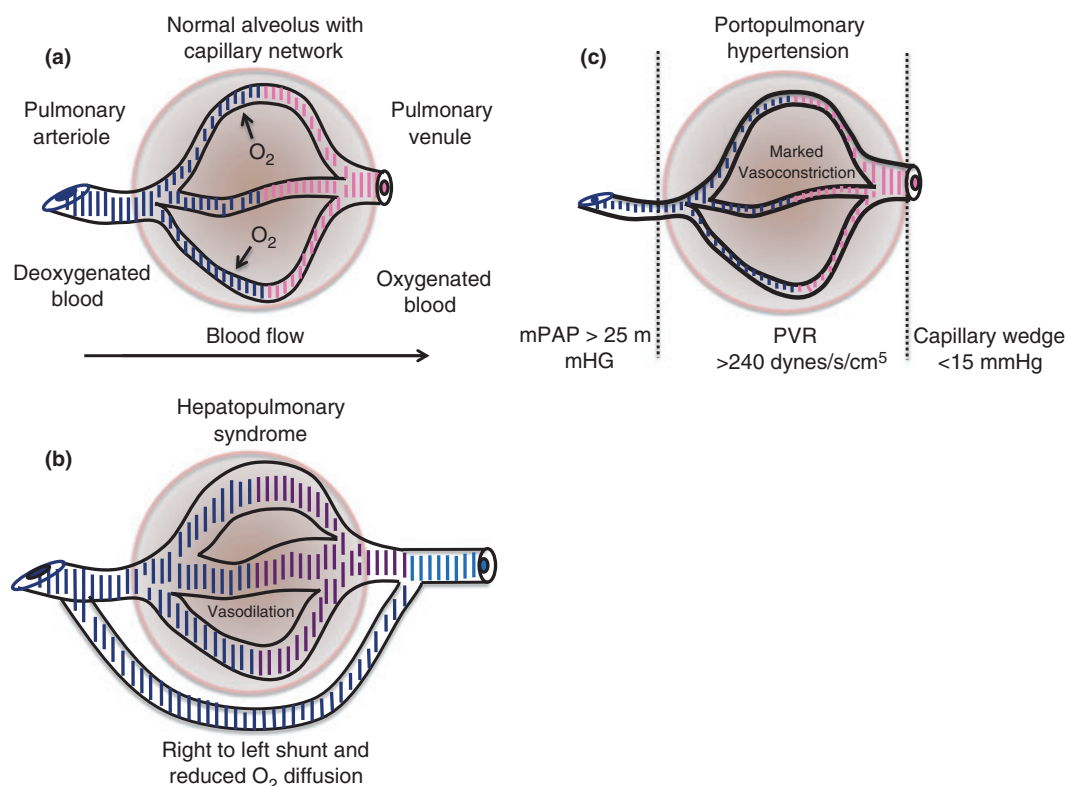 Normal alveolus with
capillary network
(a)
Pulmonary
arteriole
Pulmonary
venule
O₂
O₂
Deoxygenated
blood
Oxygenated
blood
Blood flow
Portopulmonary
hypertension
(c)
Marked
Vasoconstriction
mPAP > 25 m
mHG
PVR
>240 dynes/s/cm⁵
Capillary wedge
<15 mmHg
Hepatopulmonary
syndrome
(b)
Vasodilation
Right to left shunt and
reduced O₂ diffusion